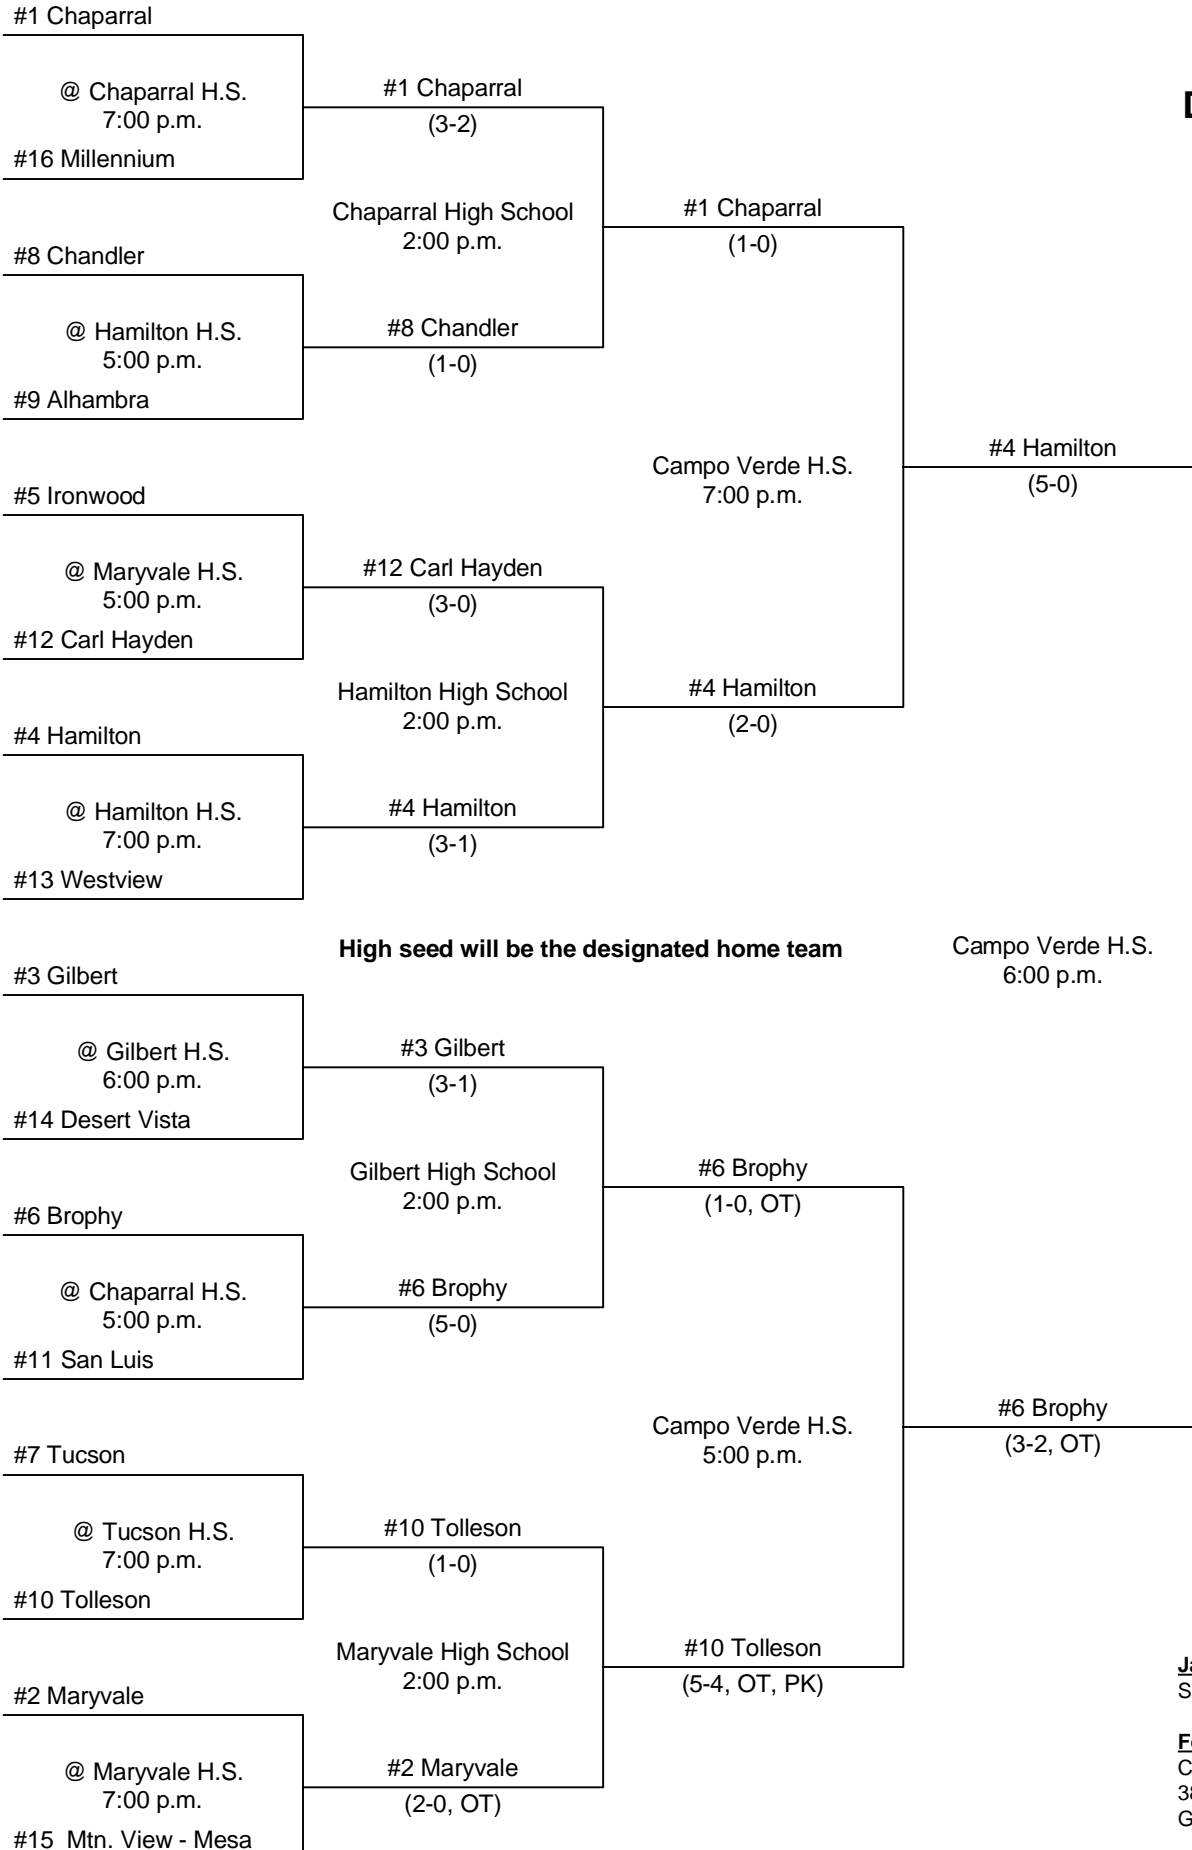 #1 Chaparral
@ Chaparral H.S.
7:00 p.m.
#16 Millennium
#1 Chaparral
(3-2)
Chaparral High School
2:00 p.m.
#8 Chandler
@ Hamilton H.S.
5:00 p.m.
#9 Alhambra
#8 Chandler
(1-0)
#1 Chaparral
(1-0)
#5 Ironwood
@ Maryvale H.S.
5:00 p.m.
#12 Carl Hayden
#12 Carl Hayden
(3-0)
Hamilton High School
2:00 p.m.
#4 Hamilton
@ Hamilton H.S.
7:00 p.m.
#13 Westview
#4 Hamilton
(3-1)
#4 Hamilton
(2-0)
Campo Verde H.S.
7:00 p.m.
#4 Hamilton
(5-0)
High seed will be the designated home team
Campo Verde H.S.
6:00 p.m.
#3 Gilbert
@ Gilbert H.S.
6:00 p.m.
#14 Desert Vista
#3 Gilbert
(3-1)
Gilbert High School
2:00 p.m.
#6 Brophy
@ Chaparral H.S.
5:00 p.m.
#11 San Luis
#6 Brophy
(5-0)
#6 Brophy
(1-0, OT)
Campo Verde H.S.
5:00 p.m.
#6 Brophy
(3-2, OT)
#7 Tucson
@ Tucson H.S.
7:00 p.m.
#10 Tolleson
#10 Tolleson
(1-0)
Maryvale High School
2:00 p.m.
#10 Tolleson
(5-4, OT, PK)
#2 Maryvale
@ Maryvale H.S.
7:00 p.m.
#15 Mtn. View - Mesa
#2 Maryvale
(2-0, OT)